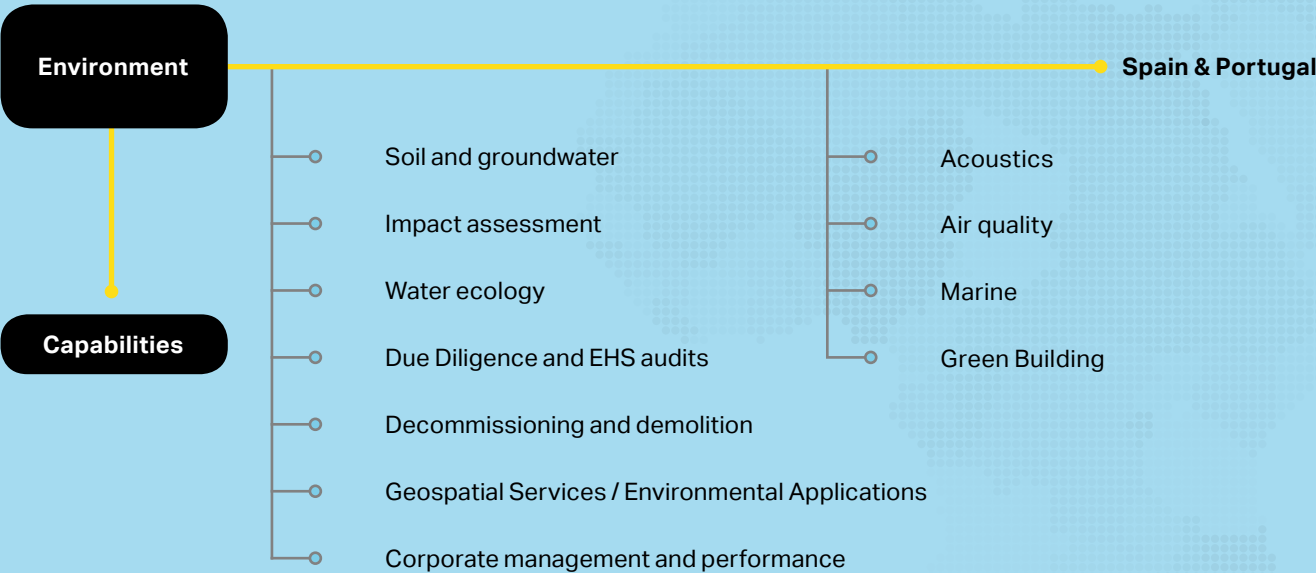 Environment
Spain & Portugal
Capabilities
Soil and groundwater
Impact assessment
Water ecology
Due Diligence and EHS audits
Decommissioning and demolition
Geospatial Services / Environmental Applications
Corporate management and performance
Acoustics
Air quality
Marine
Green Building